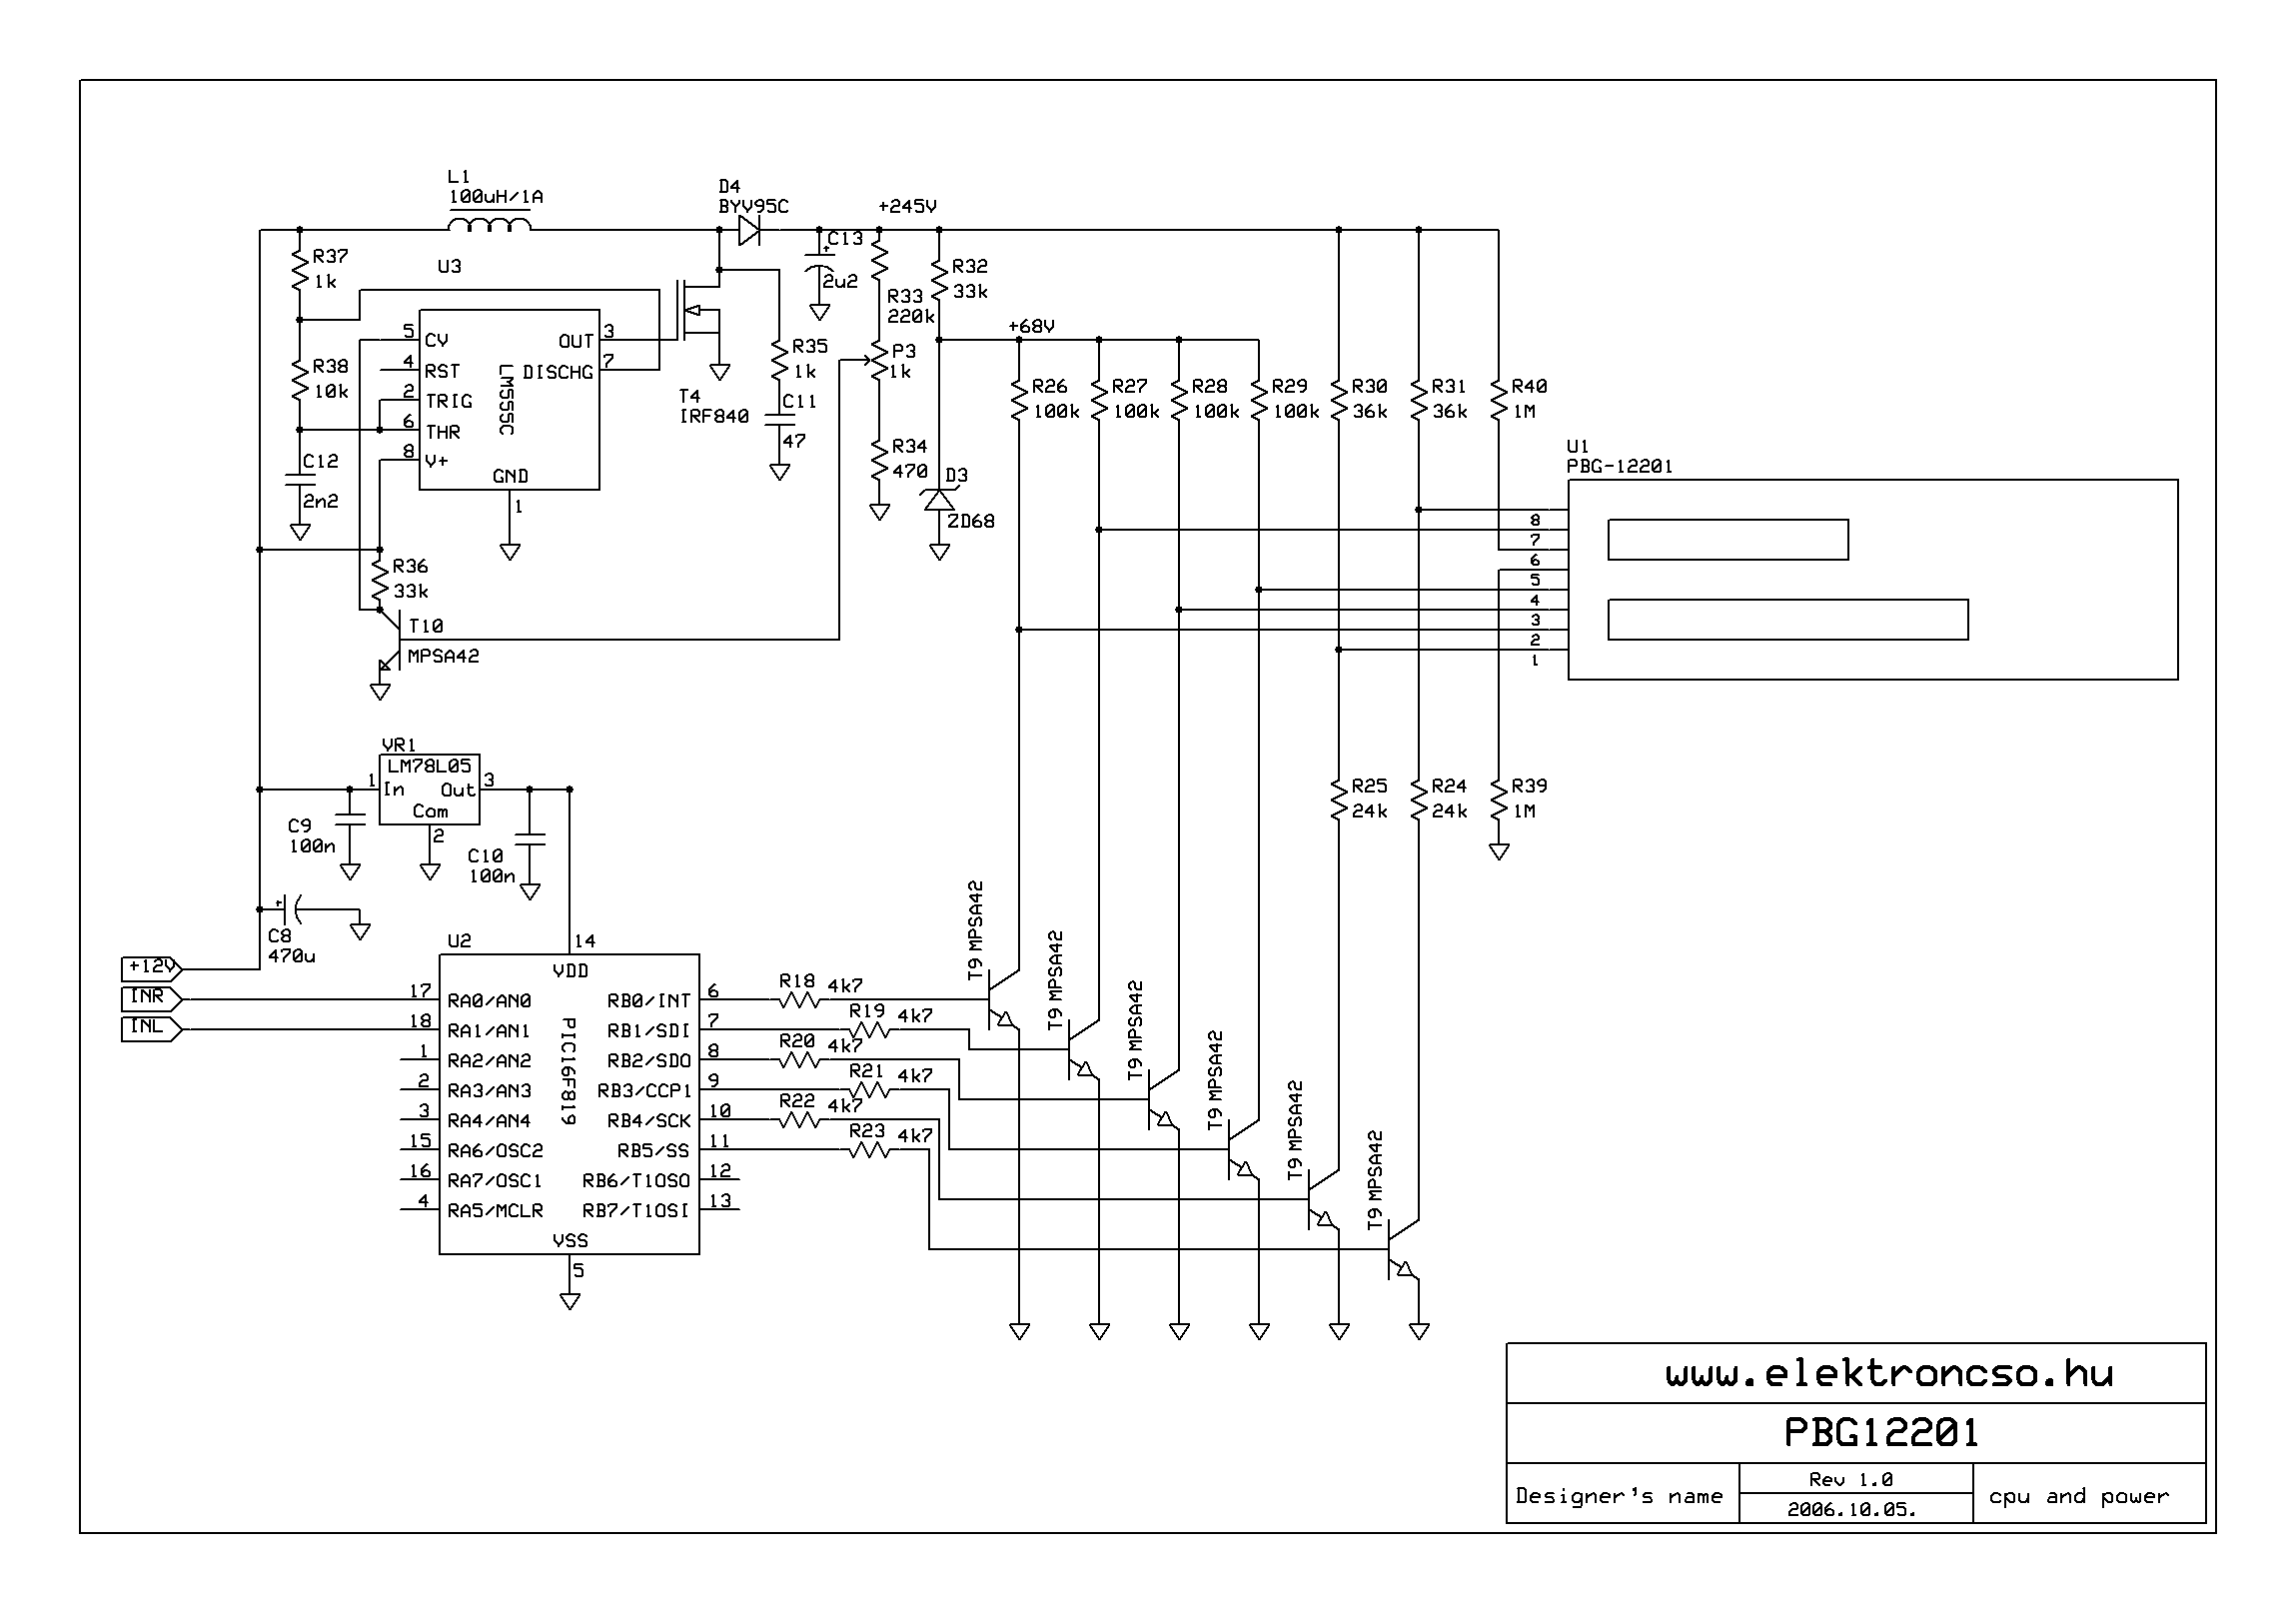 L1
100uH/1A
D4
BYV95C
+245V
C13
2u2
R37
1k
U3
R33
220k
R32
33k
+68V
5
CV
4
RST
2
TRIG
6
THR
8
V+
OUT
3
DISCHG
7
LM555C
GND
1
R38
10k
C12
2n2
T4
IRF840
R35
1k
C11
47
P3
1k
R34
470
D3
ZD68
R26
100k
R27
100k
R28
100k
R29
100k
R30
36k
R31
36k
R40
1M
U1
PBG-12201
8
7
6
5
4
3
2
1
R36
33k
T10
MPSA42
VR1
LM78L05
1
In
Out
3
Com
2
C9
100n
C10
100n
R25
24k
R24
24k
R39
1M
C8
470u
+12V
INR
INL
U2
14
VDD
17
RA0/AN0
18
RA1/AN1
1
RA2/AN2
2
RA3/AN3
3
RA4/AN4
15
RA6/OSC2
16
RA7/OSC1
4
RA5/MCLR
PIC16F819
RB0/INT
6
RB1/SDI
7
RB2/SDO
8
RB3/CCP1
9
RB4/SCK
10
RB5/SS
11
RB6/T1OSO
12
RB7/T1OSI
13
VSS
5
R18 4k7
R19 4k7
R20 4k7
R21 4k7
R22 4k7
R23 4k7
T9 MPSA42
T9 MPSA42
T9 MPSA42
T9 MPSA42
T9 MPSA42
T9 MPSA42
www.elektroncso.hu
PBG12201
Designer's name
Rev 1.0
2006.10.05.
cpu and power